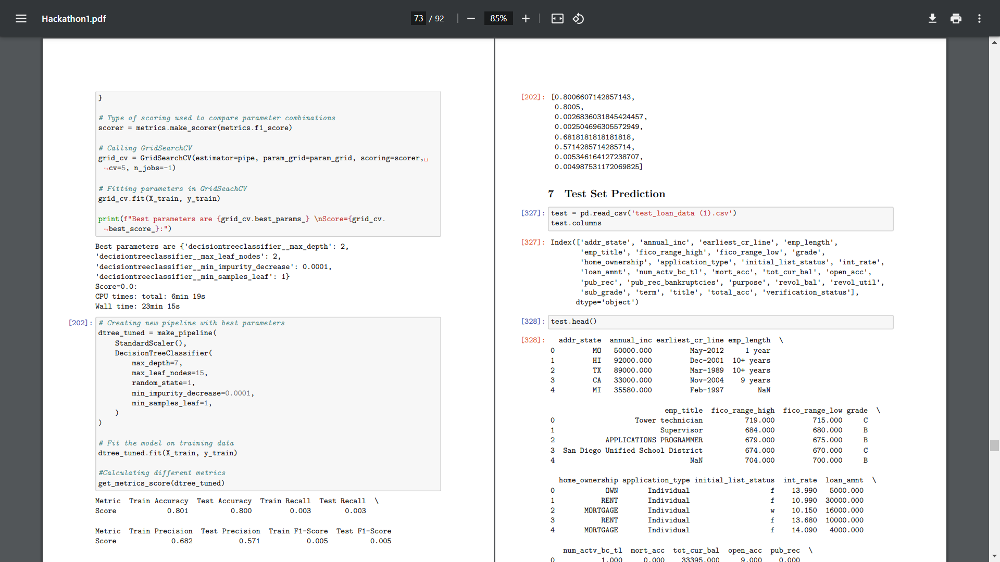 Hackathon1.pdf
73 / 92
85%
}
# Type of scoring used to compare parameter combinations
scorer = metrics.make_scorer(metrics.f1_score)
# Calling GridSearchCV
grid_cv = GridSearchCV(estimator=pipe, param_grid=param_grid, scoring=scorer,␣
↪cv=5, n_jobs=-1)
# Fitting parameters in GridSeachCV
grid_cv.fit(X_train, y_train)
print(f"Best parameters are {grid_cv.best_params_} \nScore={grid_cv.
↪best_score_}:")
Best parameters are {'decisiontreeclassifier__max_depth': 2,
'decisiontreeclassifier__max_leaf_nodes': 2,
'decisiontreeclassifier__min_impurity_decrease': 0.0001,
'decisiontreeclassifier__min_samples_leaf': 1}
Score=0.0:
CPU times: total: 6min 19s
Wall time: 23min 15s
[202]: # Creating new pipeline with best parameters
dtree_tuned = make_pipeline(
StandardScaler(),
DecisionTreeClassifier(
max_depth=7,
max_leaf_nodes=15,
random_state=1,
min_impurity_decrease=0.0001,
min_samples_leaf=1,
)
)
# Fit the model on training data
dtree_tuned.fit(X_train, y_train)
#Calculating different metrics
get_metrics_score(dtree_tuned)
Metric Train Accuracy Test Accuracy Train Recall Test Recall \
Score 0.801 0.800 0.003 0.003
Metric Train Precision Test Precision Train F1-Score Test F1-Score
Score 0.682 0.571 0.005 0.005
[202]: [0.8006607142857143,
0.8005,
0.0026836031845424457,
0.002504696305572949,
0.6818181818181818,
0.5714285714285714,
0.005346164127238707,
0.004987531172069825]
7 Test Set Prediction
[327]: test = pd.read_csv('test_loan_data (1).csv')
test.columns
[327]: Index(['addr_state', 'annual_inc', 'earliest_cr_line', 'emp_length',
'emp_title', 'fico_range_high', 'fico_range_low', 'grade',
'home_ownership', 'application_type', 'initial_list_status', 'int_rate',
'loan_amnt', 'num_actv_bc_tl', 'mort_acc', 'tot_cur_bal', 'open_acc',
'pub_rec', 'pub_rec_bankruptcies', 'purpose', 'revol_bal', 'revol_util',
'sub_grade', 'term', 'title', 'total_acc', 'verification_status'],
dtype='object')
[328]: test.head()
[328]: addr_state annual_inc earliest_cr_line emp_length \
0 MO 50000.000 May-2012 1 year
1 HI 92000.000 Dec-2001 10+ years
2 TX 89000.000 Mar-1989 10+ years
3 CA 33000.000 Nov-2004 9 years
4 MI 35580.000 Feb-1997 NaN
emp_title fico_range_high fico_range_low grade \
0 Tower technician 719.000 715.000 C
1 Supervisor 684.000 680.000 B
2 APPLICATIONS PROGRAMMER 679.000 675.000 B
3 San Diego Unified School District 674.000 670.000 C
4 NaN 704.000 700.000 B
home_ownership application_type initial_list_status int_rate loan_amnt \
0 OWN Individual f 13.990 5000.000
1 RENT Individual f 10.990 30000.000
2 MORTGAGE Individual w 10.150 16000.000
3 RENT Individual f 13.680 10000.000
4 MORTGAGE Individual f 14.090 4000.000
num_actv_bc_tl mort_acc tot_cur_bal open_acc pub_rec \
0 1.000 0.000 33395.000 9.000 0.000